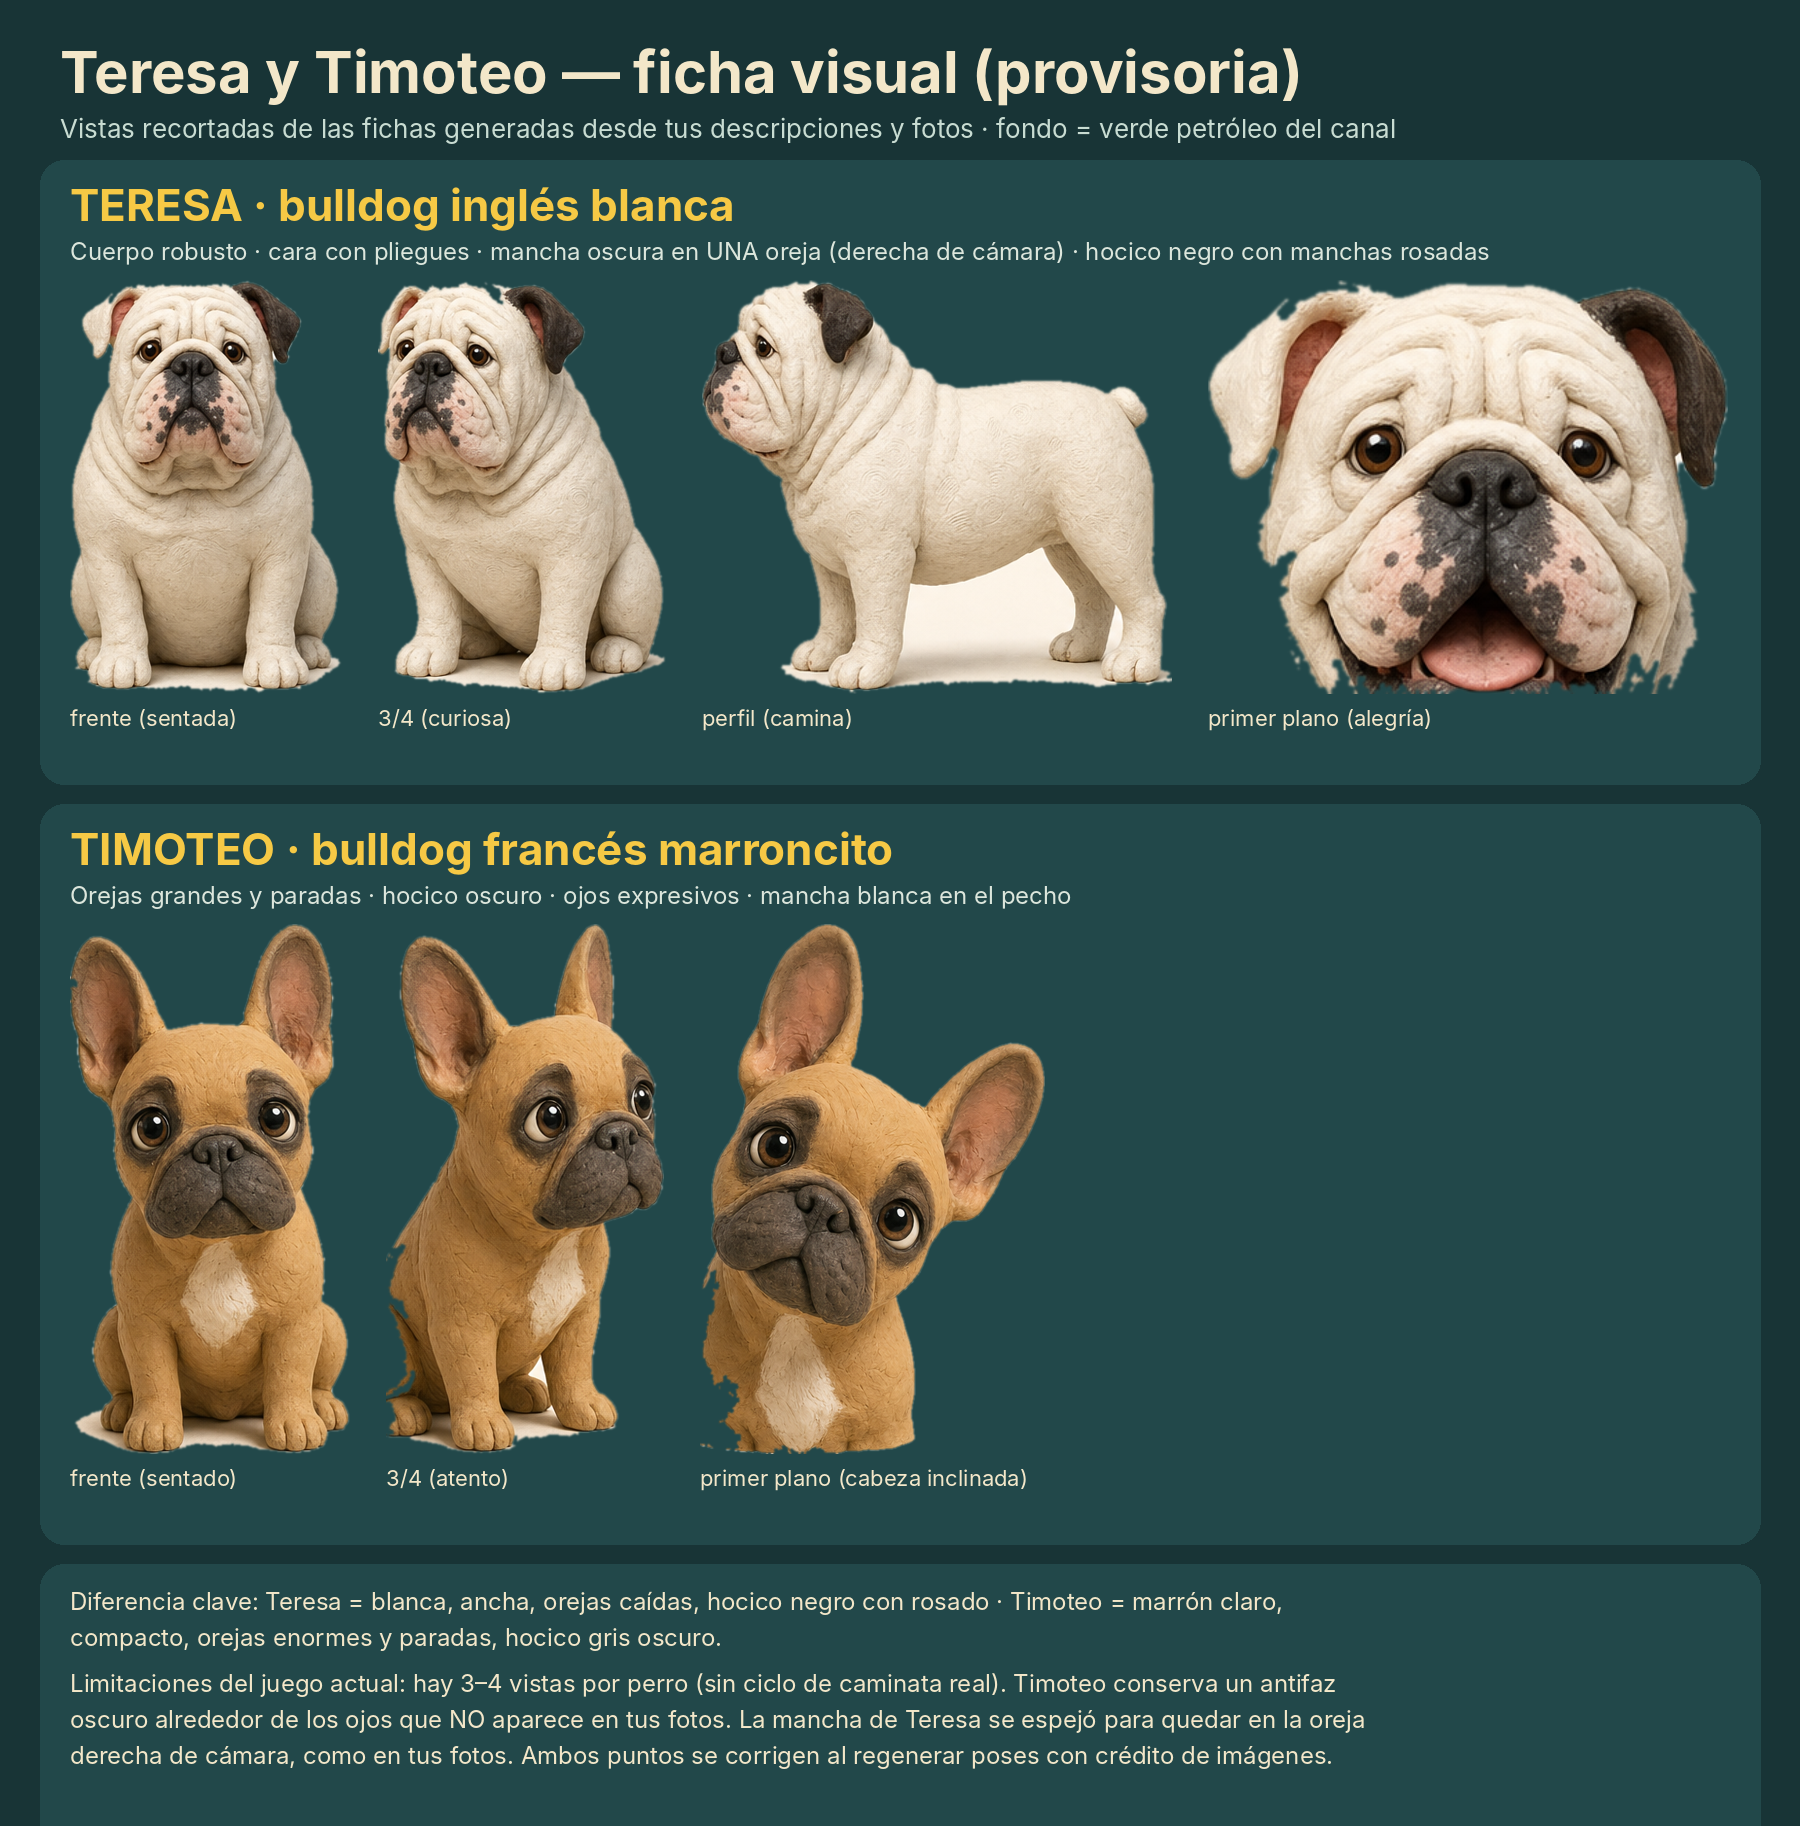 Teresa y Timoteo — ficha visual (provisoria)
Vistas recortadas de las fichas generadas desde tus descripciones y fotos · fondo = verde petróleo del canal
TERESA · bulldog inglés blanca
Cuerpo robusto · cara con pliegues · mancha oscura en UNA oreja (derecha de cámara) · hocico negro con manchas rosadas
frente (sentada)
3/4 (curiosa)
perfil (camina)
primer plano (alegría)
TIMOTEO · bulldog francés marroncito
Orejas grandes y paradas · hocico oscuro · ojos expresivos · mancha blanca en el pecho
frente (sentado)
3/4 (atento)
primer plano (cabeza inclinada)
Diferencia clave: Teresa = blanca, ancha, orejas caídas, hocico negro con rosado · Timoteo = marrón claro,
compacto, orejas enormes y paradas, hocico gris oscuro.
Limitaciones del juego actual: hay 3–4 vistas por perro (sin ciclo de caminata real). Timoteo conserva un antifaz
oscuro alrededor de los ojos que NO aparece en tus fotos. La mancha de Teresa se espejó para quedar en la oreja
derecha de cámara, como en tus fotos. Ambos puntos se corrigen al regenerar poses con crédito de imágenes.